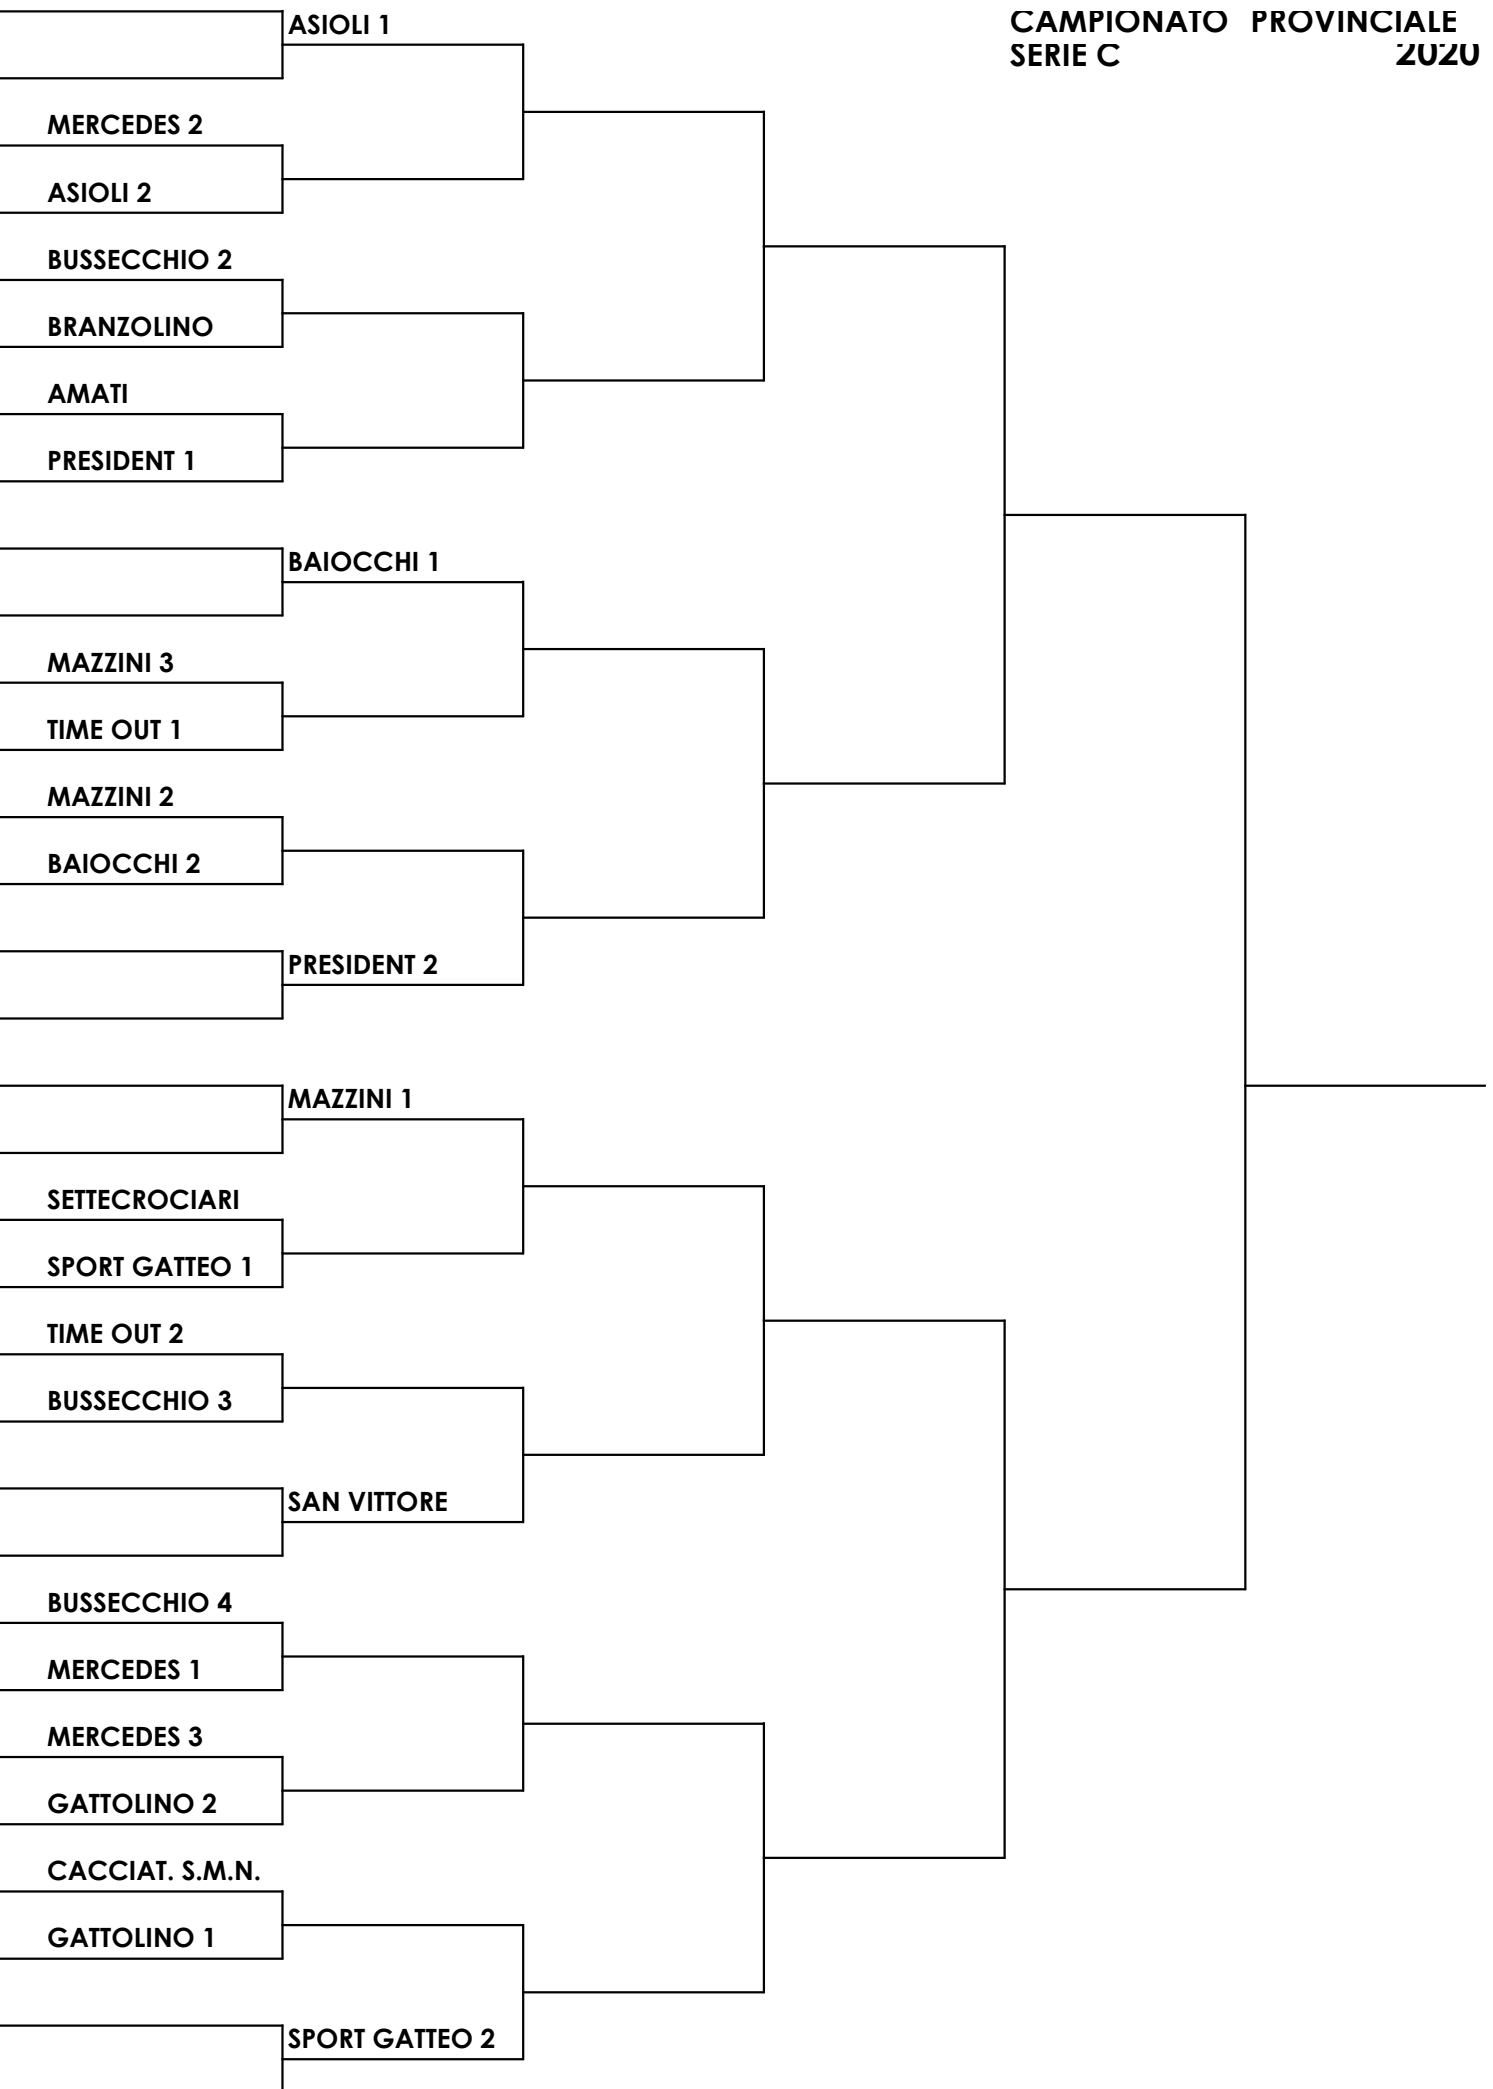 CAMPIONATO PROVINCIALE
SERIE C 2020
ASIOLI 1
MERCEDES 2
ASIOLI 2
BUSSECCHIO 2
BRANZOLINO
AMATI
PRESIDENT 1
BAIOCCHI 1
MAZZINI 3
TIME OUT 1
MAZZINI 2
BAIOCCHI 2
PRESIDENT 2
MAZZINI 1
SETTECROCIARI
SPORT GATTEO 1
TIME OUT 2
BUSSECCHIO 3
SAN VITTORE
BUSSECCHIO 4
MERCEDES 1
MERCEDES 3
GATTOLINO 2
CACCIAT. S.M.N.
GATTOLINO 1
SPORT GATTEO 2